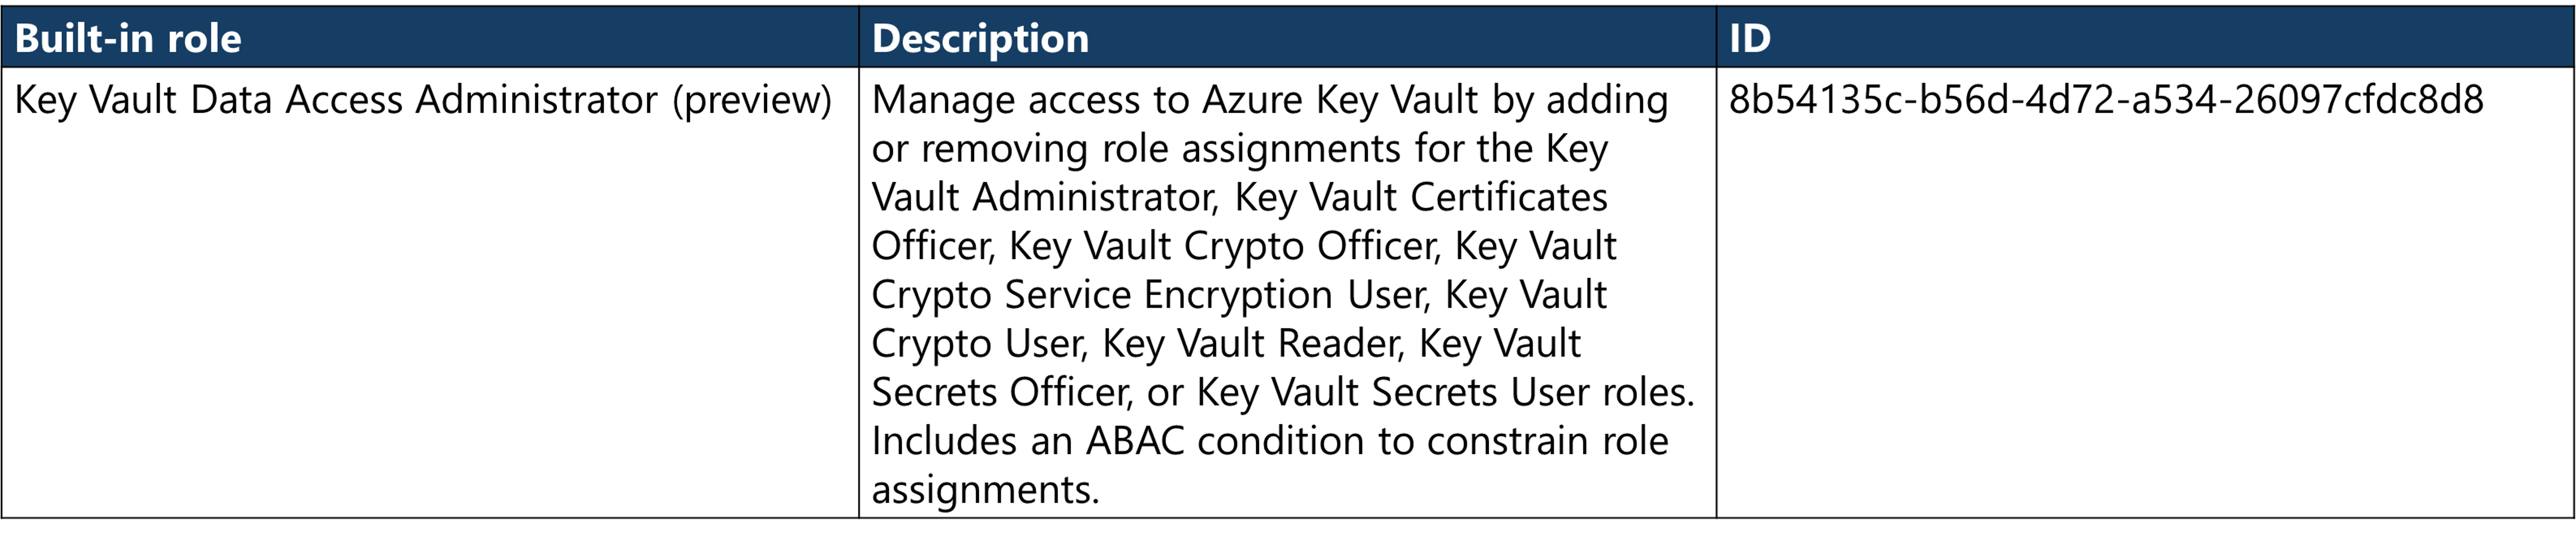 Built-in role
Description
ID
Key Vault Data Access Administrator (preview)
Manage access to Azure Key Vault by adding
or removing role assignments for the Key
Vault Administrator, Key Vault Certificates
Officer, Key Vault Crypto Officer, Key Vault
Crypto Service Encryption User, Key Vault
Crypto User, Key Vault Reader, Key Vault
Secrets Officer, or Key Vault Secrets User roles.
Includes an ABAC condition to constrain role
assignments.
8b54135c-b56d-4d72-a534-26097cfdc8d8